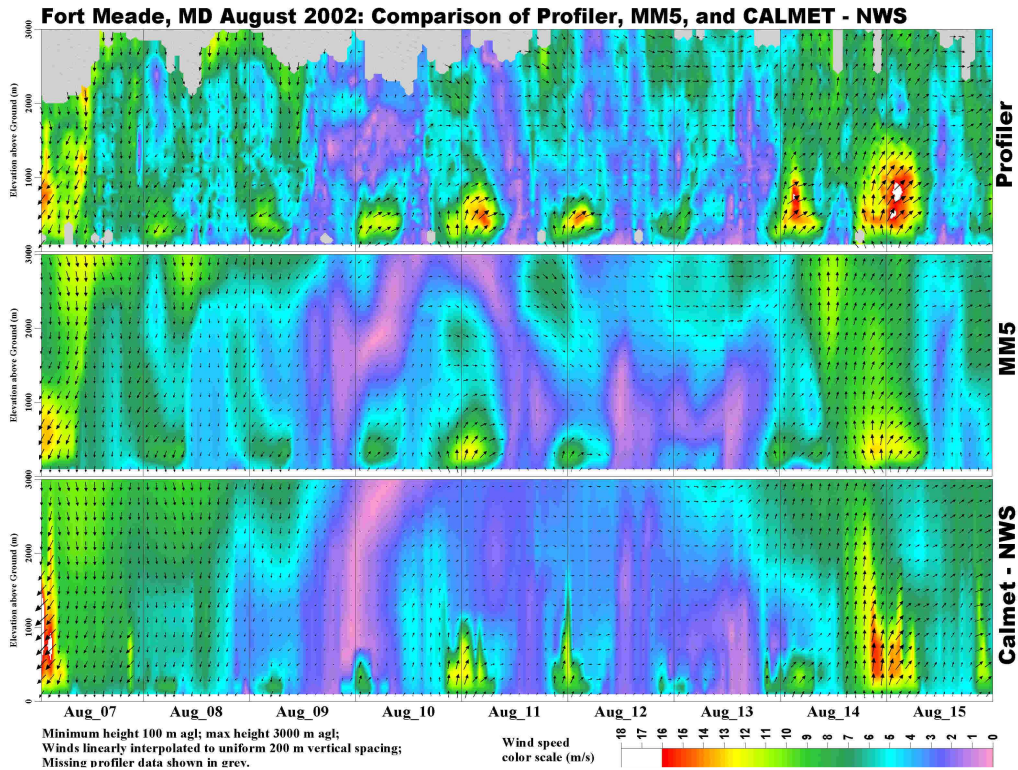 Fort Meade, MD August 2002: Comparison of Profiler, MM5, and CALMET - NWS
3000
2000
1000
Elevation above Ground (m)
Profiler
3000
2000
1000
Elevation above Ground (m)
MM5
3000
2000
1000
0
Elevation above Ground (m)
Calmet - NWS
Aug_07 Aug_08 Aug_09 Aug_10 Aug_11 Aug_12 Aug_13 Aug_14 Aug_15
Minimum height 100 m agl; max height 3000 m agl;
Winds linearly interpolated to uniform 200 m vertical spacing;
Missing profiler data shown in grey.
Wind speed
color scale (m/s)
18 17 16 15 14 13 12 11 10 9 8 7 6 5 4 3 2 1 0